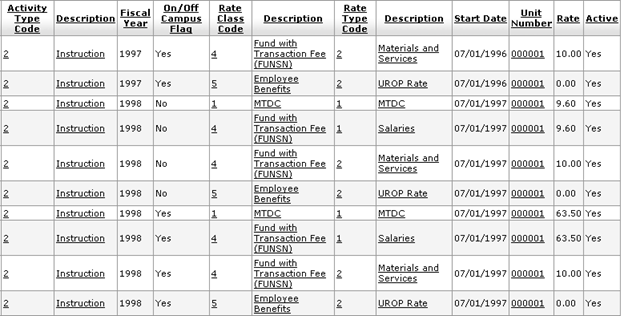 Activity Type Code Description Fiscal Year On/Off Campus Flag Rate Class Code Description Rate Type Code Description Start Date Unit Number Rate Active
2 Instruction 1997 Yes 4 Fund with Transaction Fee (FUNSN) 2 Materials and Services 07/01/1996 000001 10.00 Yes
2 Instruction 1997 Yes 5 Employee Benefits 2 UROP Rate 07/01/1996 000001 0.00 Yes
2 Instruction 1998 No 1 MTDC 1 MTDC 07/01/1997 000001 9.60 Yes
2 Instruction 1998 No 4 Fund with Transaction Fee (FUNSN) 1 Salaries 07/01/1997 000001 9.60 Yes
2 Instruction 1998 No 4 Fund with Transaction Fee (FUNSN) 2 Materials and Services 07/01/1997 000001 10.00 Yes
2 Instruction 1998 No 5 Employee Benefits 2 UROP Rate 07/01/1997 000001 0.00 Yes
2 Instruction 1998 Yes 1 MTDC 1 MTDC 07/01/1997 000001 63.50 Yes
2 Instruction 1998 Yes 4 Fund with Transaction Fee (FUNSN) 1 Salaries 07/01/1997 000001 63.50 Yes
2 Instruction 1998 Yes 4 Fund with Transaction Fee (FUNSN) 2 Materials and Services 07/01/1997 000001 10.00 Yes
2 Instruction 1998 Yes 5 Employee Benefits 2 UROP Rate 07/01/1997 000001 0.00 Yes